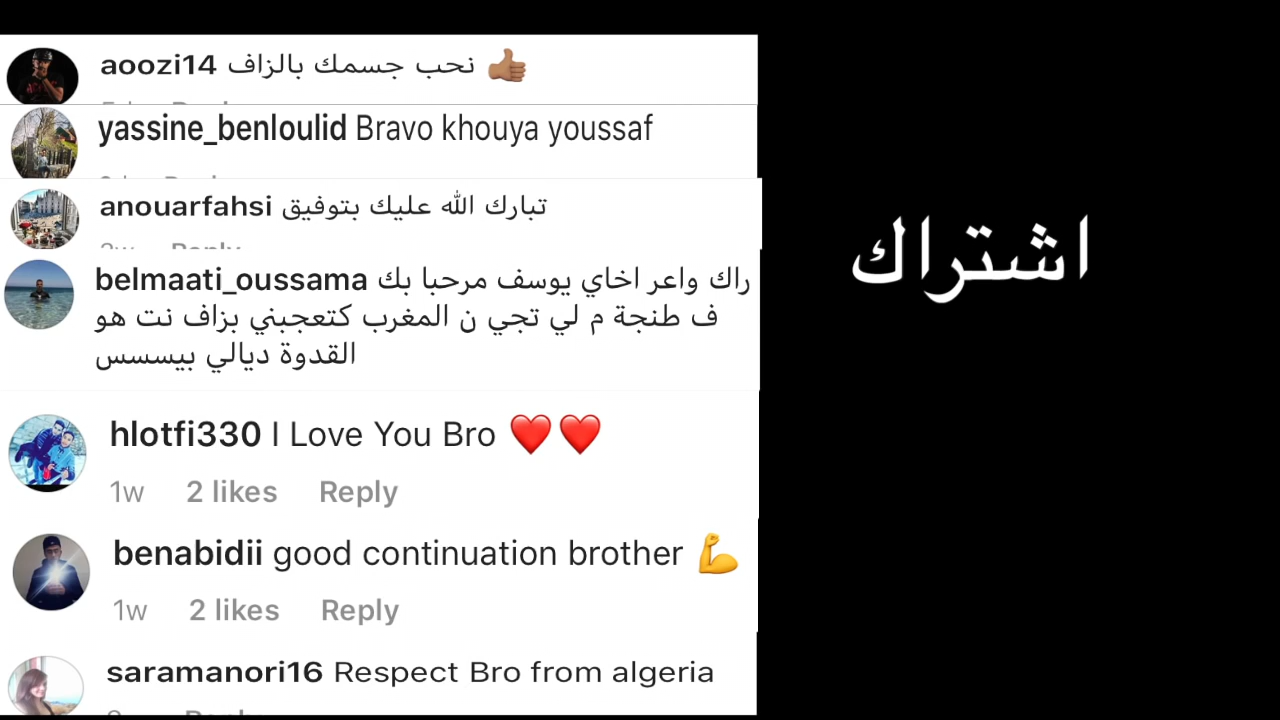 aoozi14 نحب جسمك بالزاف 👍🏽
yassine_benloulid Bravo khouya youssaf
anouarfahsi تبارك الله عليك بتوفيق
Reply
belmaati_oussama راك واعر اخاي يوسف مرحبا بك
ف طنجة م لي تجي ن المغرب كتعجبني بزاف نت هو
القدوة ديالي بيسسس
hlotfi330 I Love You Bro ❤️❤️
1w 2 likes Reply
benabidii good continuation brother 💪
1w 2 likes Reply
saramanori16 Respect Bro from algeria
اشتراك